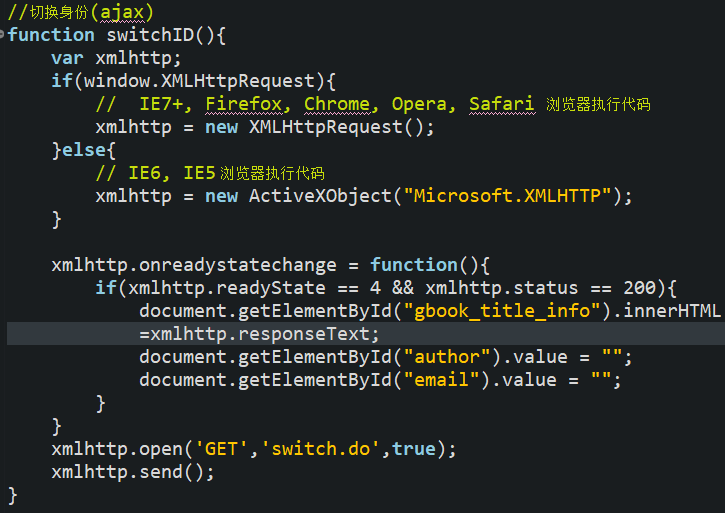 //切换身份(ajax)
function switchID(){
    var xmlhttp;
    if(window.XMLHttpRequest){
        //  IE7+, Firefox, Chrome, Opera, Safari 浏览器执行代码
        xmlhttp = new XMLHttpRequest();
    }else{
        // IE6, IE5 浏览器执行代码
        xmlhttp = new ActiveXObject("Microsoft.XMLHTTP");
    }
    xmlhttp.onreadystatechange = function(){
        if(xmlhttp.readyState == 4 && xmlhttp.status == 200){
            document.getElementById("gbook_title_info").innerHTML
            =xmlhttp.responseText;
            document.getElementById("author").value = "";
            document.getElementById("email").value = "";
        }
    }
    xmlhttp.open('GET','switch.do',true);
    xmlhttp.send();
}